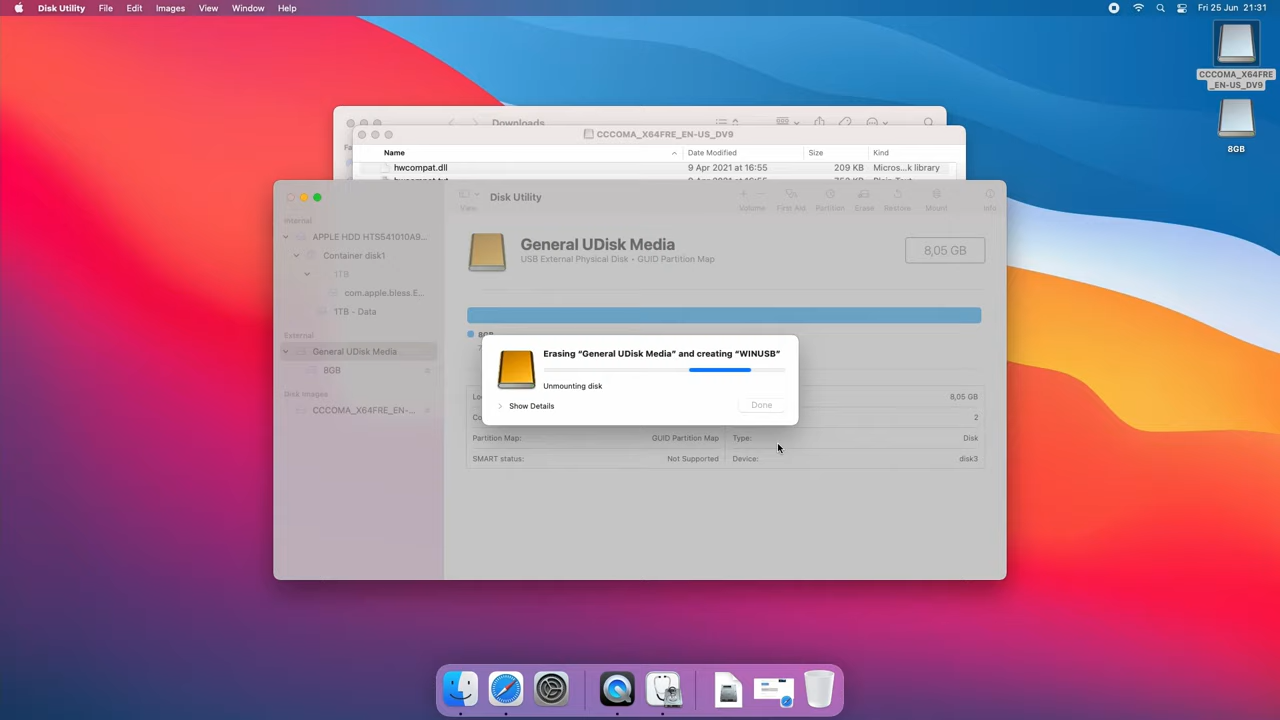 Disk Utility File Edit Images View Window Help Fri 25 Jun 21:31
CCCOMA_X64FRE
_EN-US_DV9
8GB
Downloads
CCCOMA_X64FRE_EN-US_DV9
Name Date Modified Size Kind
hwcompat.dll 9 Apr 2021 at 16:55 209 KB Micros...k library
Disk Utility
View Volume First Aid Partition Erase Restore Mount Info
Internal
APPLE HDD HTS541010A9...
Container disk1
1TB
com.apple.bless.E...
1TB - Data
External
General UDisk Media
8GB
Disk Images
CCCOMA_X64FRE_EN-...
General UDisk Media
USB External Physical Disk • GUID Partition Map
8,05 GB
8GB
Erasing “General UDisk Media” and creating “WINUSB”
Unmounting disk
Show Details Done
8,05 GB
2
Partition Map: GUID Partition Map Type: Disk
SMART status: Not Supported Device: disk3